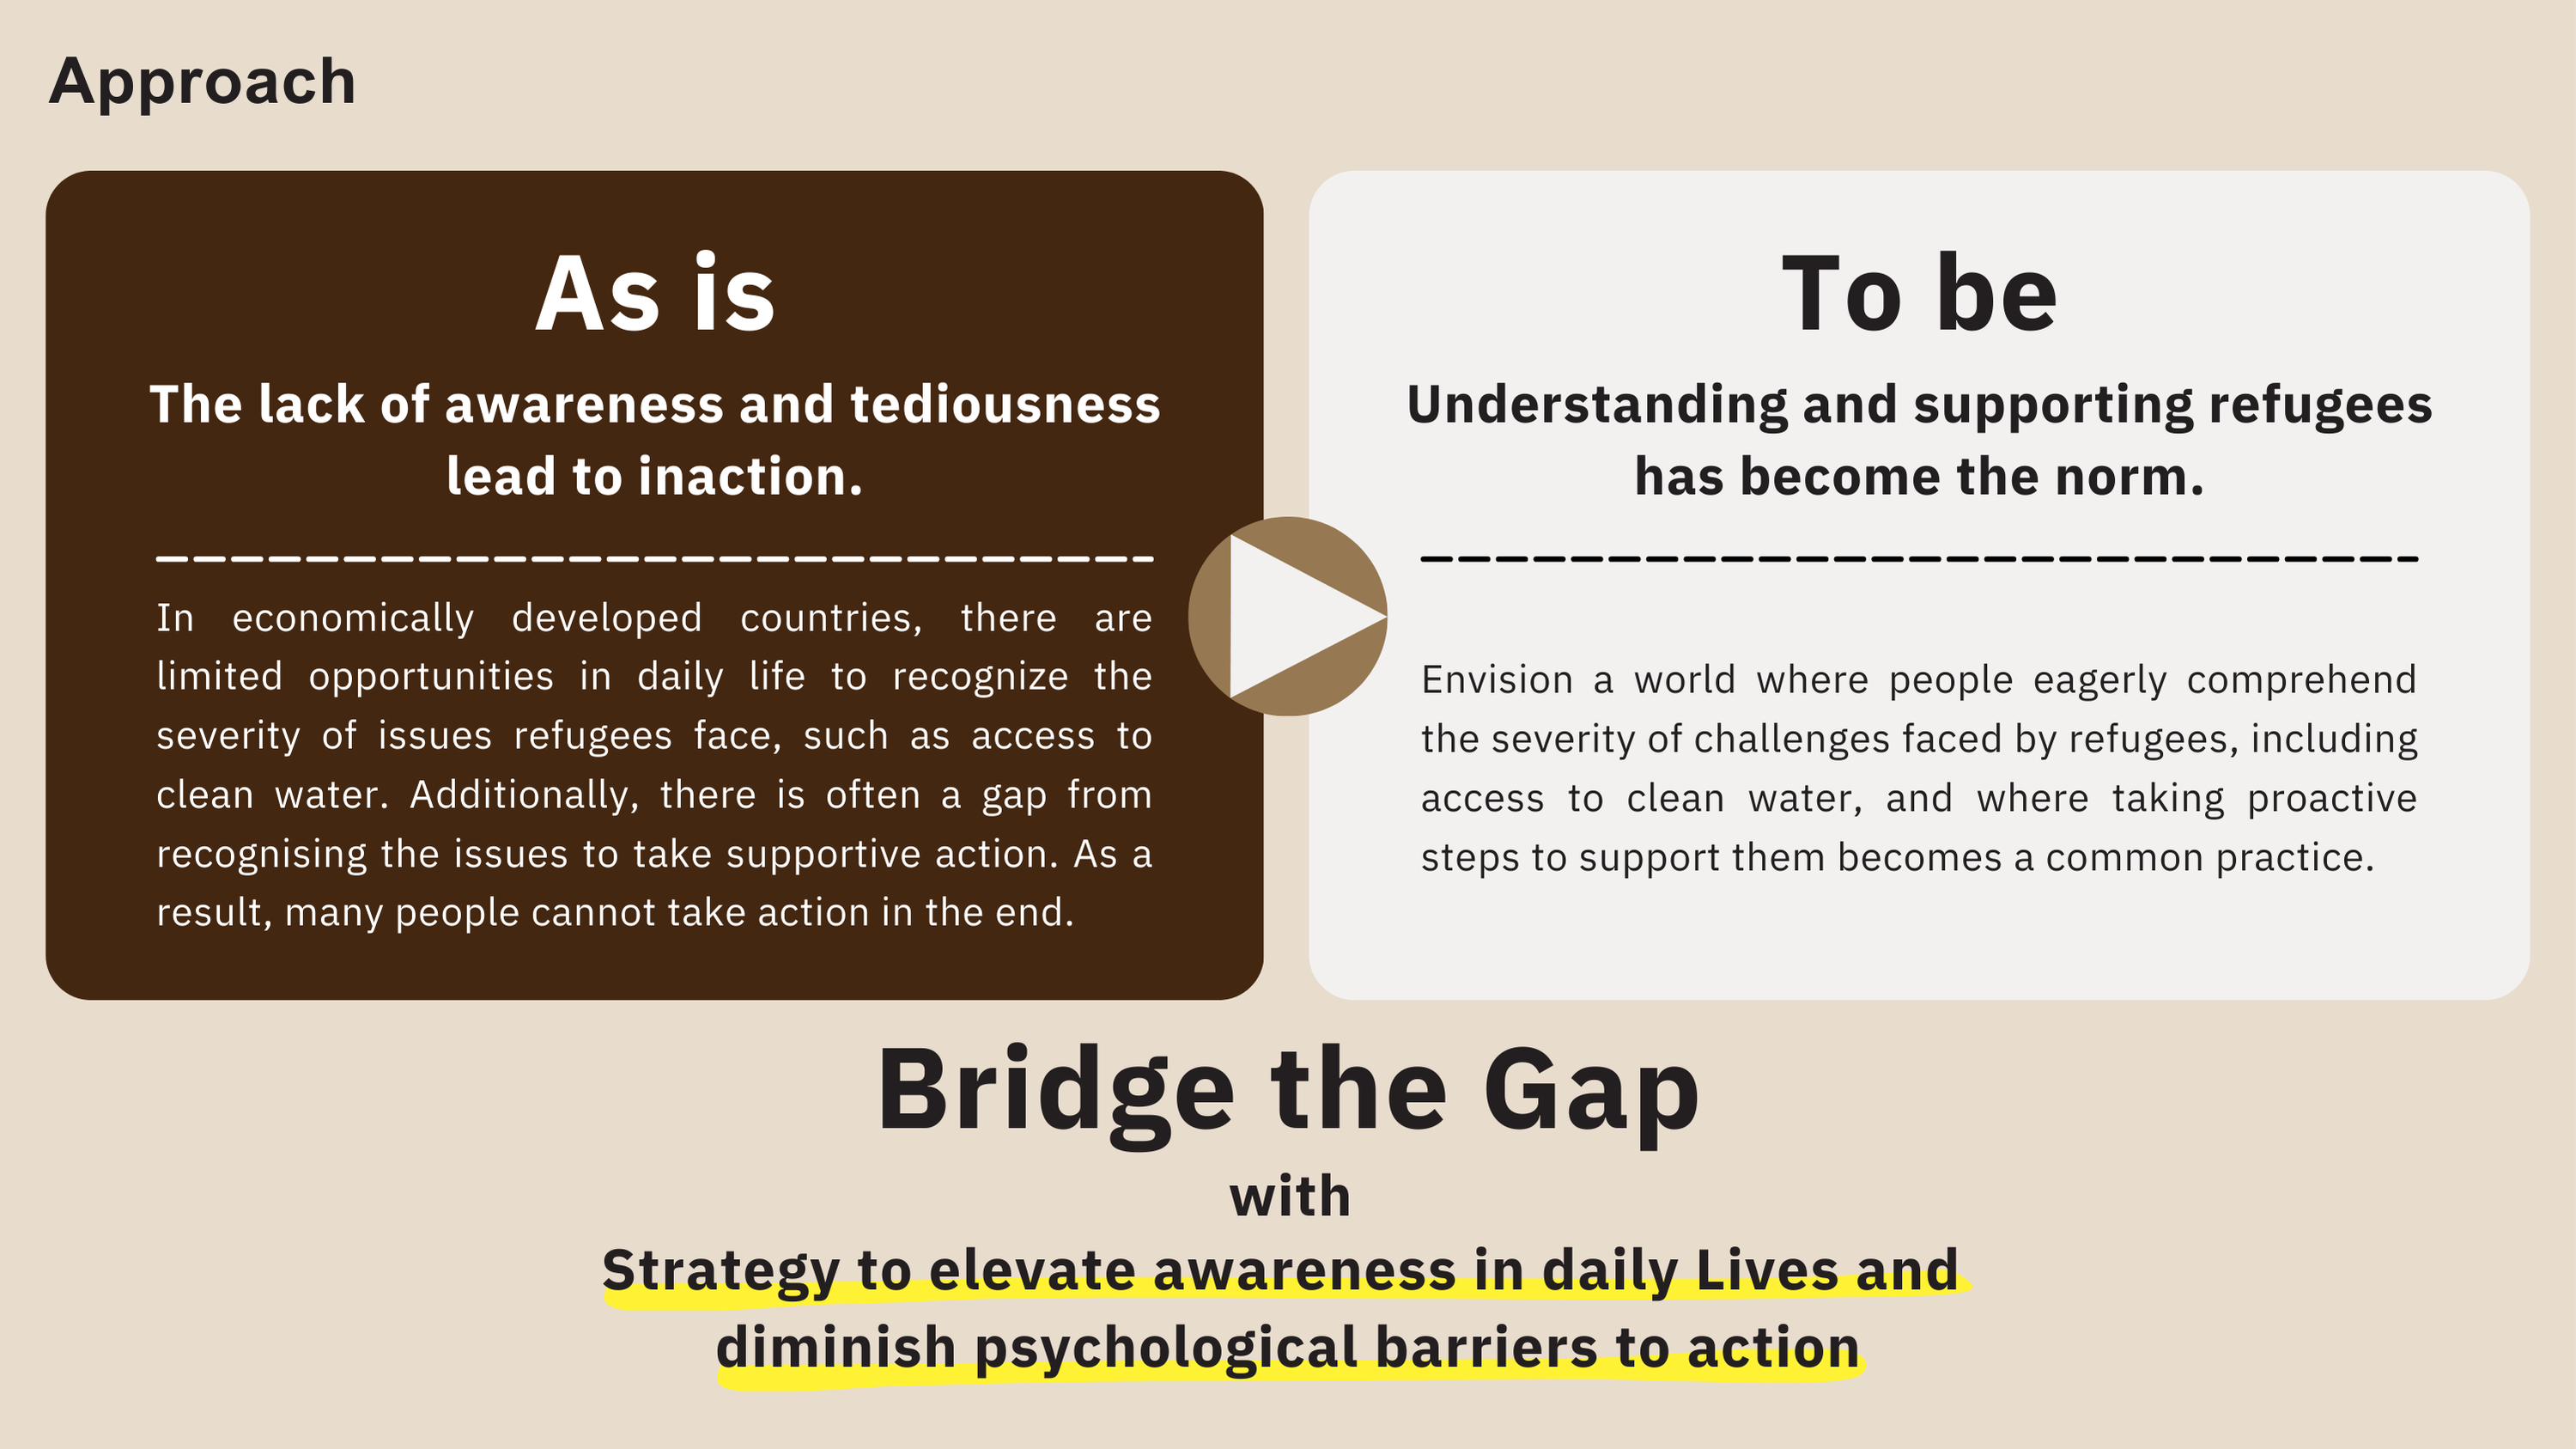 Approach
As is
The lack of awareness and tediousness
lead to inaction.
In economically developed countries, there are
limited opportunities in daily life to recognize the
severity of issues refugees face, such as access to
clean water. Additionally, there is often a gap from
recognising the issues to take supportive action. As a
result, many people cannot take action in the end.
To be
Understanding and supporting refugees
has become the norm.
Envision a world where people eagerly comprehend
the severity of challenges faced by refugees, including
access to clean water, and where taking proactive
steps to support them becomes a common practice.
Bridge the Gap
with
Strategy to elevate awareness in daily Lives and
diminish psychological barriers to action